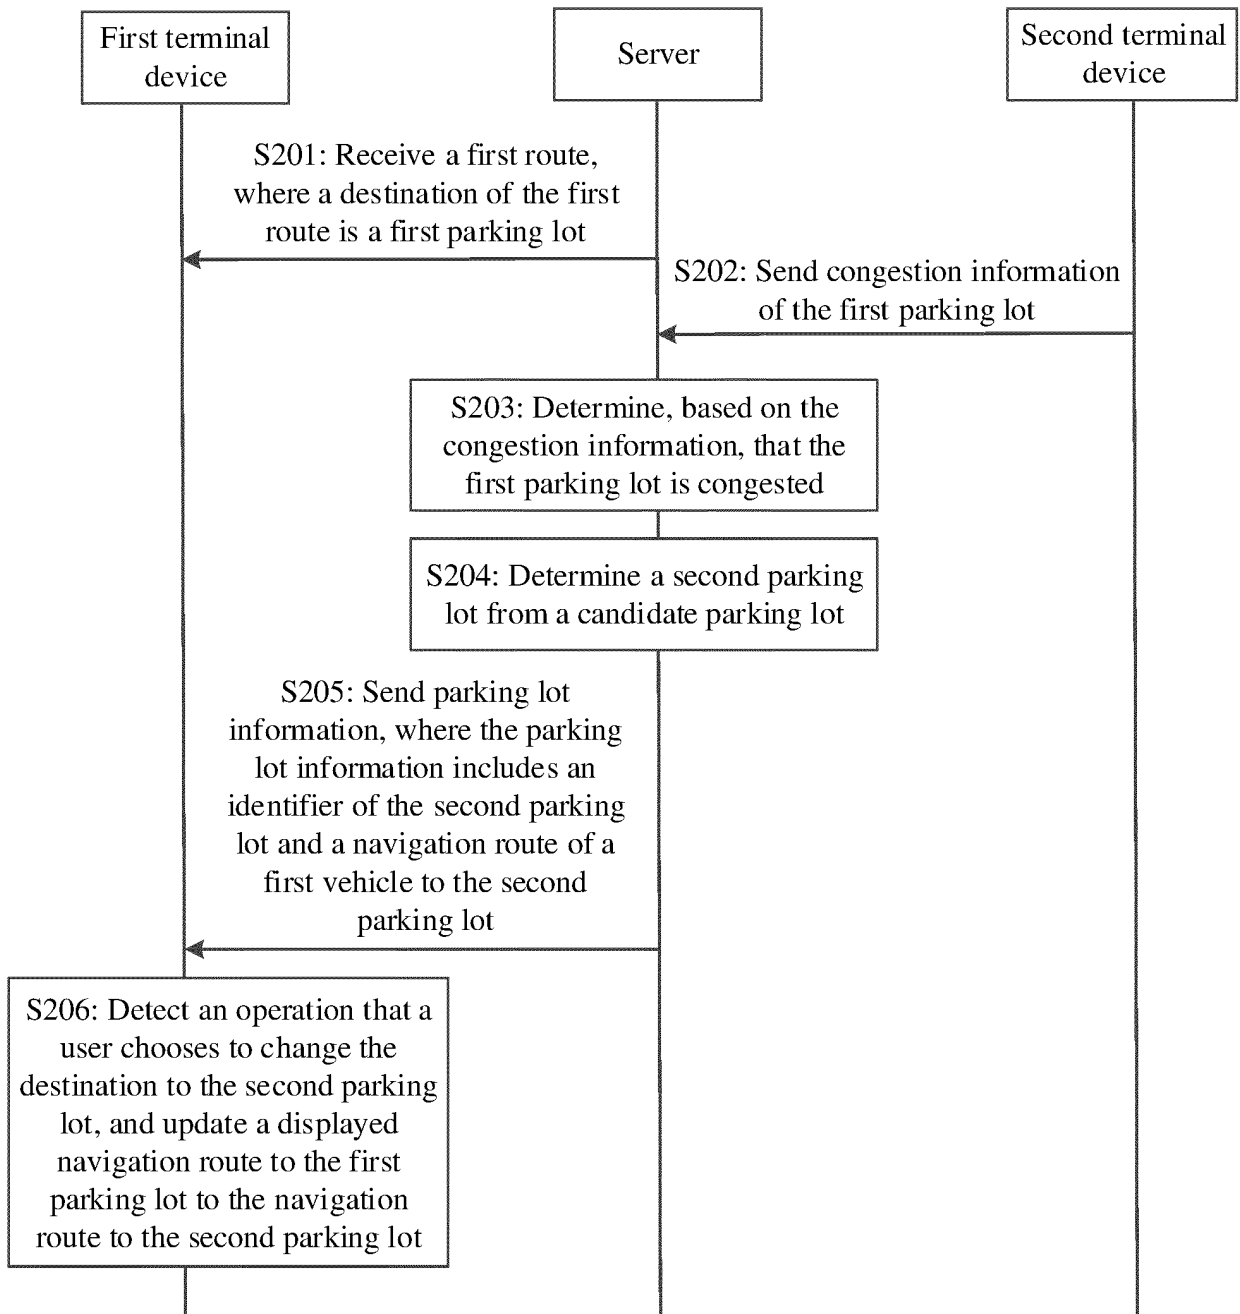 First terminal
device
Server
Second terminal
device
S201: Receive a first route,
where a destination of the first
route is a first parking lot
S202: Send congestion information
of the first parking lot
S203: Determine, based on the
congestion information, that the
first parking lot is congested
S204: Determine a second parking
lot from a candidate parking lot
S205: Send parking lot
information, where the parking
lot information includes an
identifier of the second parking
lot and a navigation route of a
first vehicle to the second
parking lot
S206: Detect an operation that a
user chooses to change the
destination to the second parking
lot, and update a displayed
navigation route to the first
parking lot to the navigation
route to the second parking lot